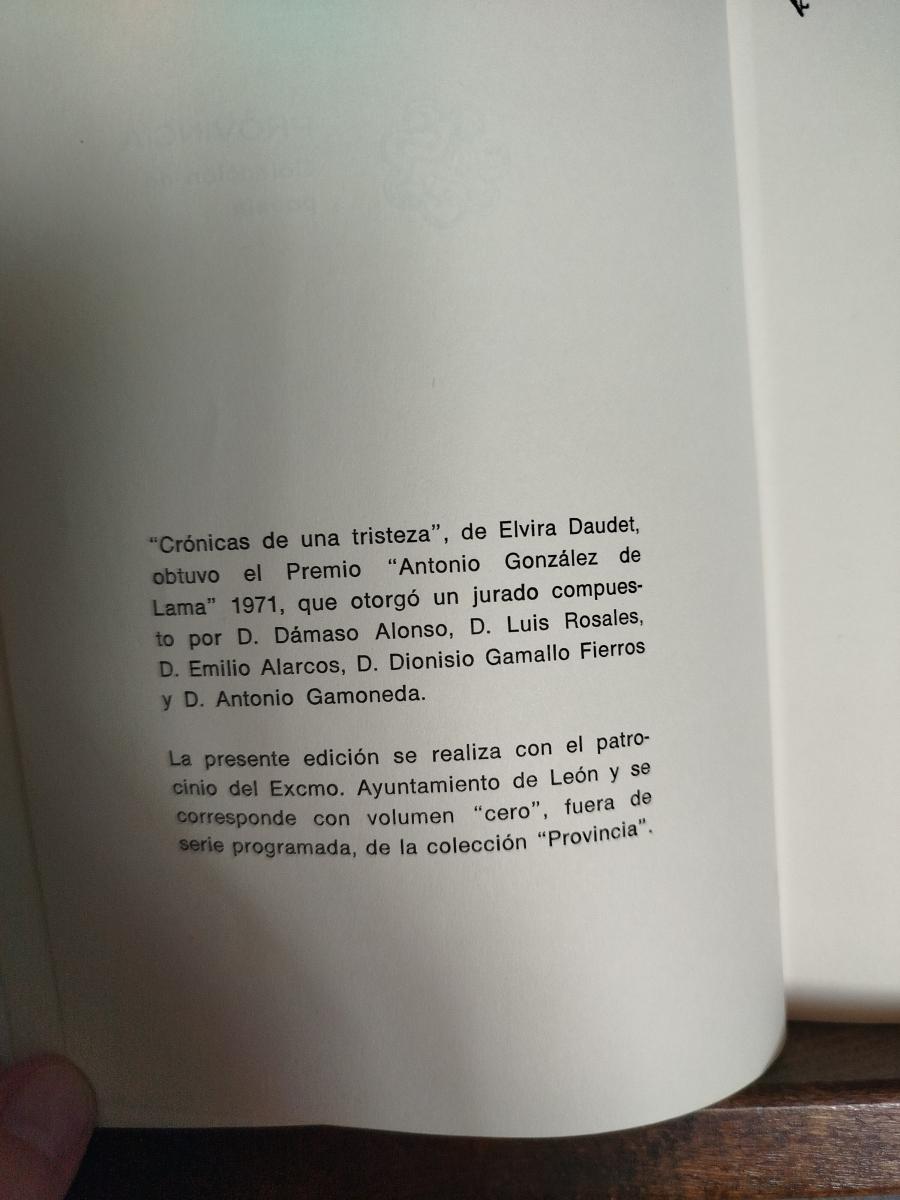 “Crónicas de una tristeza”, de Elvira Daudet,
obtuvo el Premio “Antonio González de
Lama” 1971, que otorgó un jurado compues-
to por D. Dámaso Alonso, D. Luis Rosales,
D. Emilio Alarcos, D. Dionisio Gamallo Fierros
y D. Antonio Gamoneda.
La presente edición se realiza con el patro-
cinio del Excmo. Ayuntamiento de León y se
corresponde con volumen “cero”, fuera de
serie programada, de la colección “Provincia”.